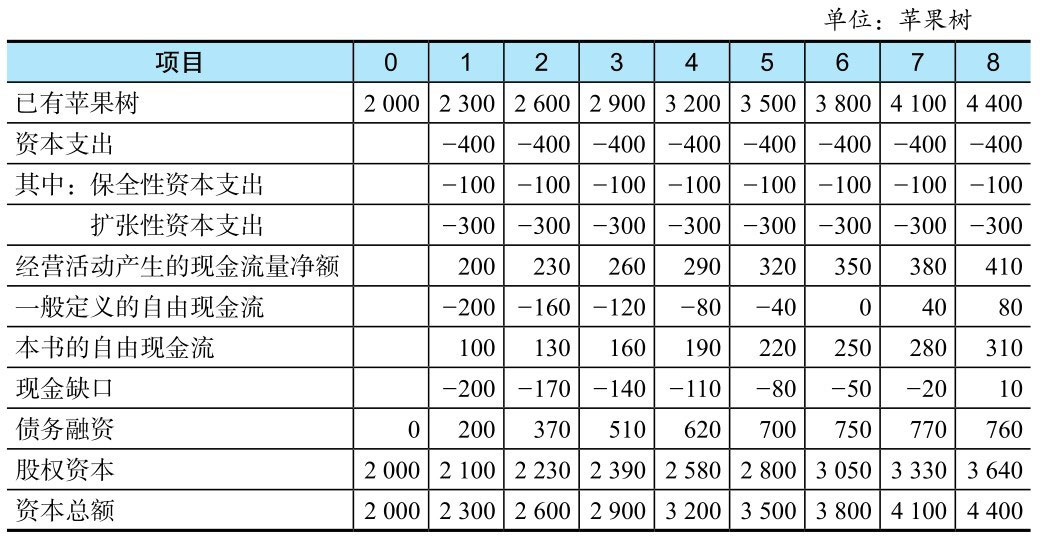 单位：苹果树
项目 0 1 2 3 4 5 6 7 8
已有苹果树 2 000 2 300 2 600 2 900 3 200 3 500 3 800 4 100 4 400
资本支出 −400 −400 −400 −400 −400 −400 −400 −400
其中：保全性资本支出 −100 −100 −100 −100 −100 −100 −100 −100
扩张性资本支出 −300 −300 −300 −300 −300 −300 −300 −300
经营活动产生的现金流量净额 200 230 260 290 320 350 380 410
一般定义的自由现金流 −200 −160 −120 −80 −40 0 40 80
本书的自由现金流 100 130 160 190 220 250 280 310
现金缺口 −200 −170 −140 −110 −80 −50 −20 10
债务融资 0 200 370 510 620 700 750 770 760
股权资本 2 000 2 100 2 230 2 390 2 580 2 800 3 050 3 330 3 640
资本总额 2 000 2 300 2 600 2 900 3 200 3 500 3 800 4 100 4 400